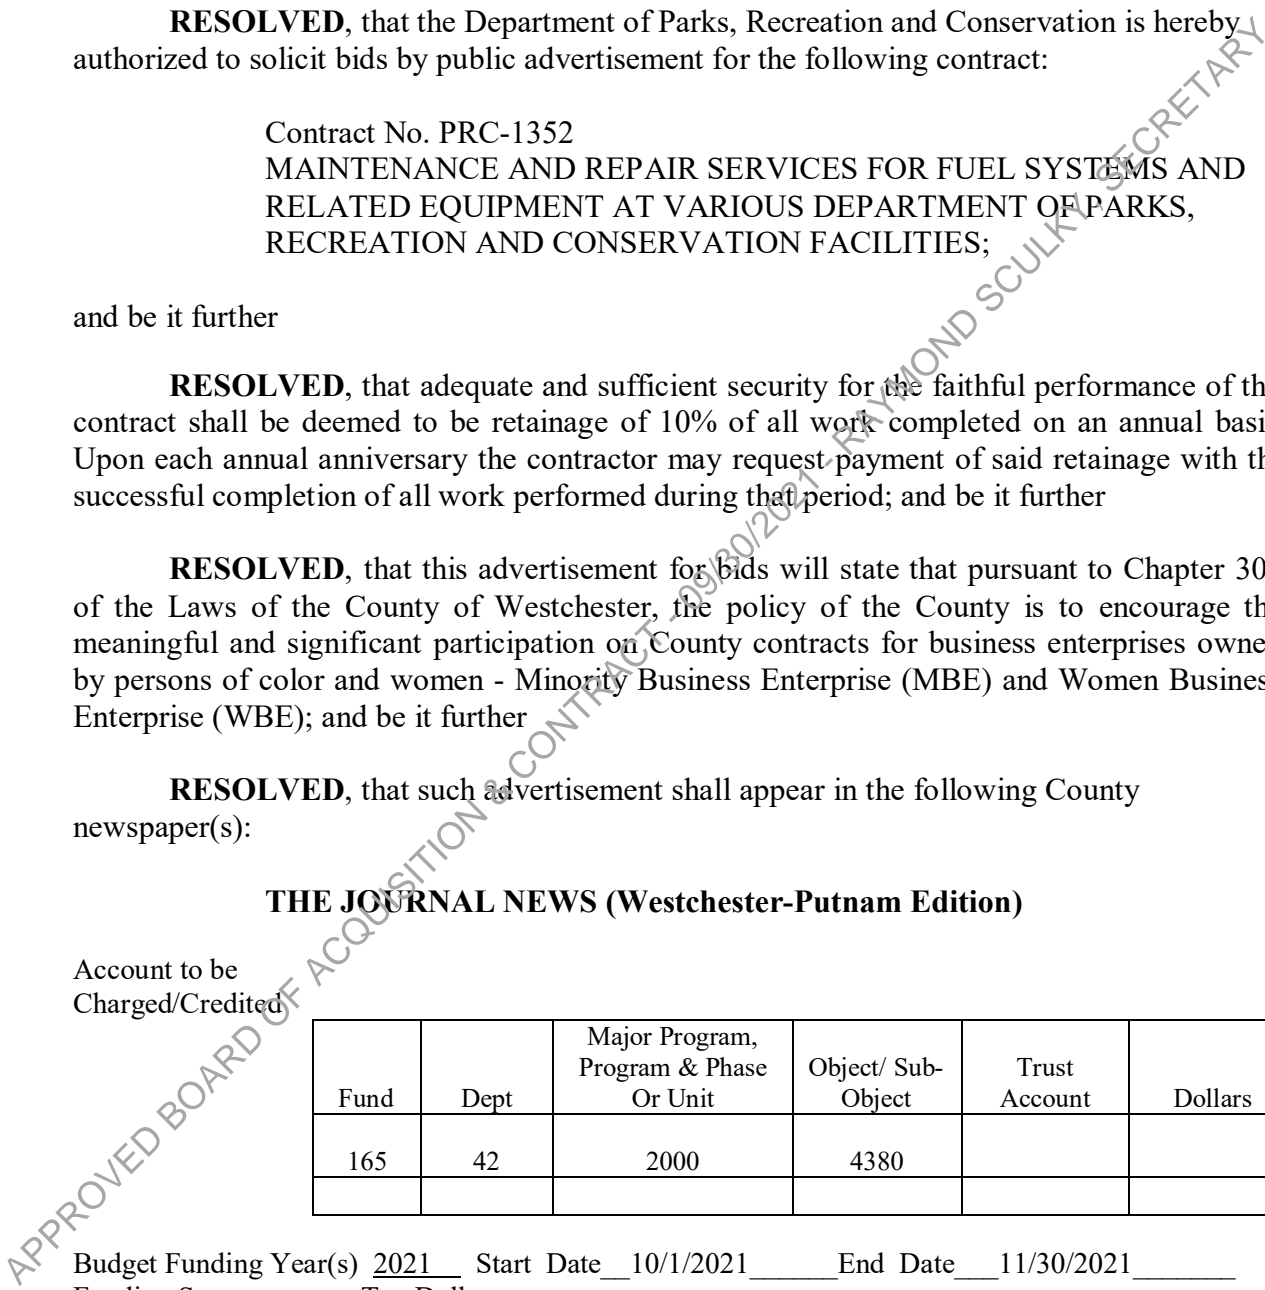 RESOLVED, that the Department of Parks, Recreation and Conservation is hereby
authorized to solicit bids by public advertisement for the following contract:
Contract No. PRC-1352
MAINTENANCE AND REPAIR SERVICES FOR FUEL SYSTEMS AND
RELATED EQUIPMENT AT VARIOUS DEPARTMENT OF PARKS,
RECREATION AND CONSERVATION FACILITIES;
and be it further
RESOLVED, that adequate and sufficient security for the faithful performance of th
contract shall be deemed to be retainage of 10% of all work completed on an annual basi
Upon each annual anniversary the contractor may request payment of said retainage with th
successful completion of all work performed during that period; and be it further
RESOLVED, that this advertisement for bids will state that pursuant to Chapter 30
of the Laws of the County of Westchester, the policy of the County is to encourage th
meaningful and significant participation on County contracts for business enterprises owne
by persons of color and women - Minority Business Enterprise (MBE) and Women Busines
Enterprise (WBE); and be it further
RESOLVED, that such advertisement shall appear in the following County
newspaper(s):
THE JOURNAL NEWS (Westchester-Putnam Edition)
Account to be
Charged/Credited
Fund Dept Major Program, Program & Phase Or Unit Object/ Sub-Object Trust Account Dollars
165 42 2000 4380
Budget Funding Year(s) 2021 Start Date 10/1/2021 End Date 11/30/2021
APPROVED BOARD OF ACQUISITION & CONTRACT - 09/30/2021 - RAYMOND SCULKY, SECRETARY